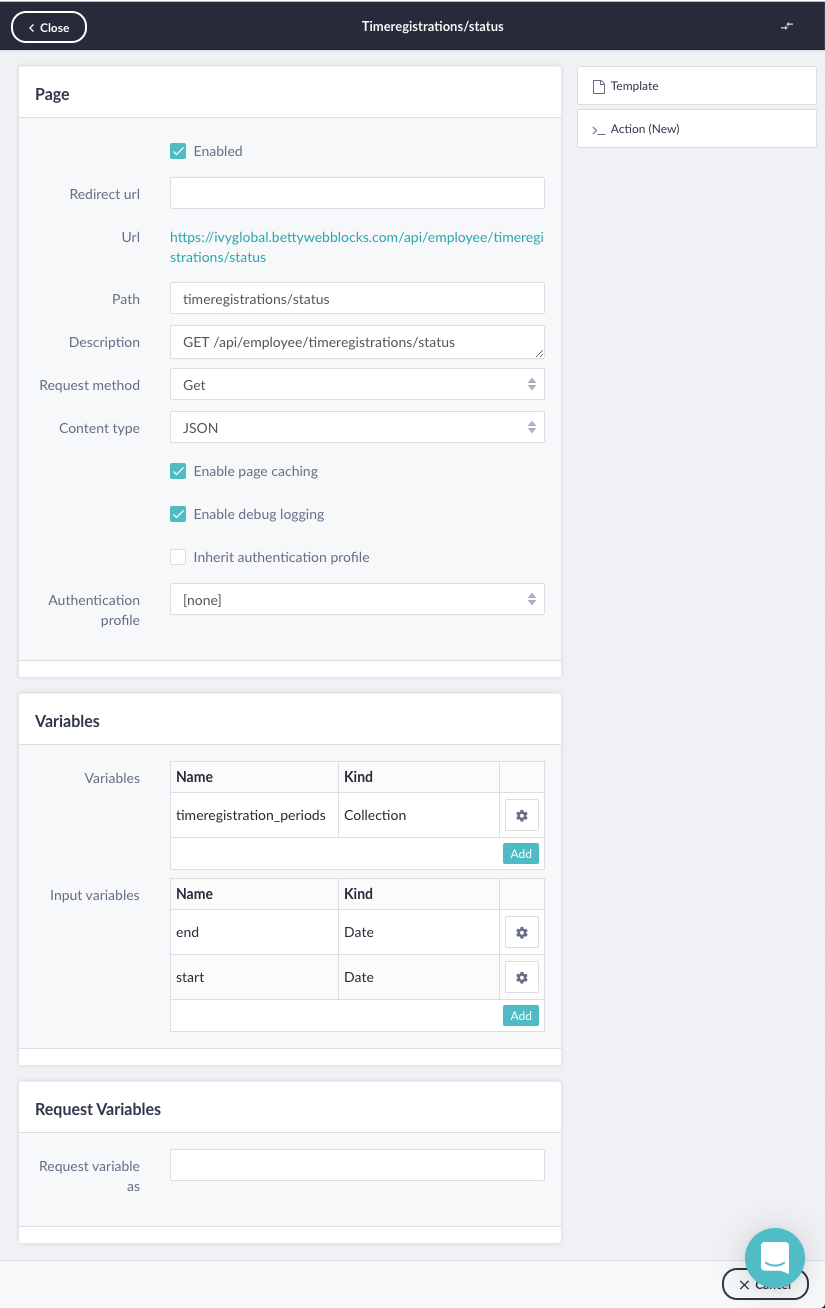 Close
Timeregistrations/status
Page
Template
Action (New)
Enabled
Redirect url
Url
https://ivyglobal.bettywebblocks.com/api/employee/timeregi
strations/status
Path
timeregistrations/status
Description
GET /api/employee/timeregistrations/status
Request method
Get
Content type
JSON
Enable page caching
Enable debug logging
Inherit authentication profile
Authentication
profile
[none]
Variables
Variables
Name Kind
timeregistration_periods Collection
Add
Input variables
Name Kind
end Date
start Date
Add
Request Variables
Request variable
as
Cancel